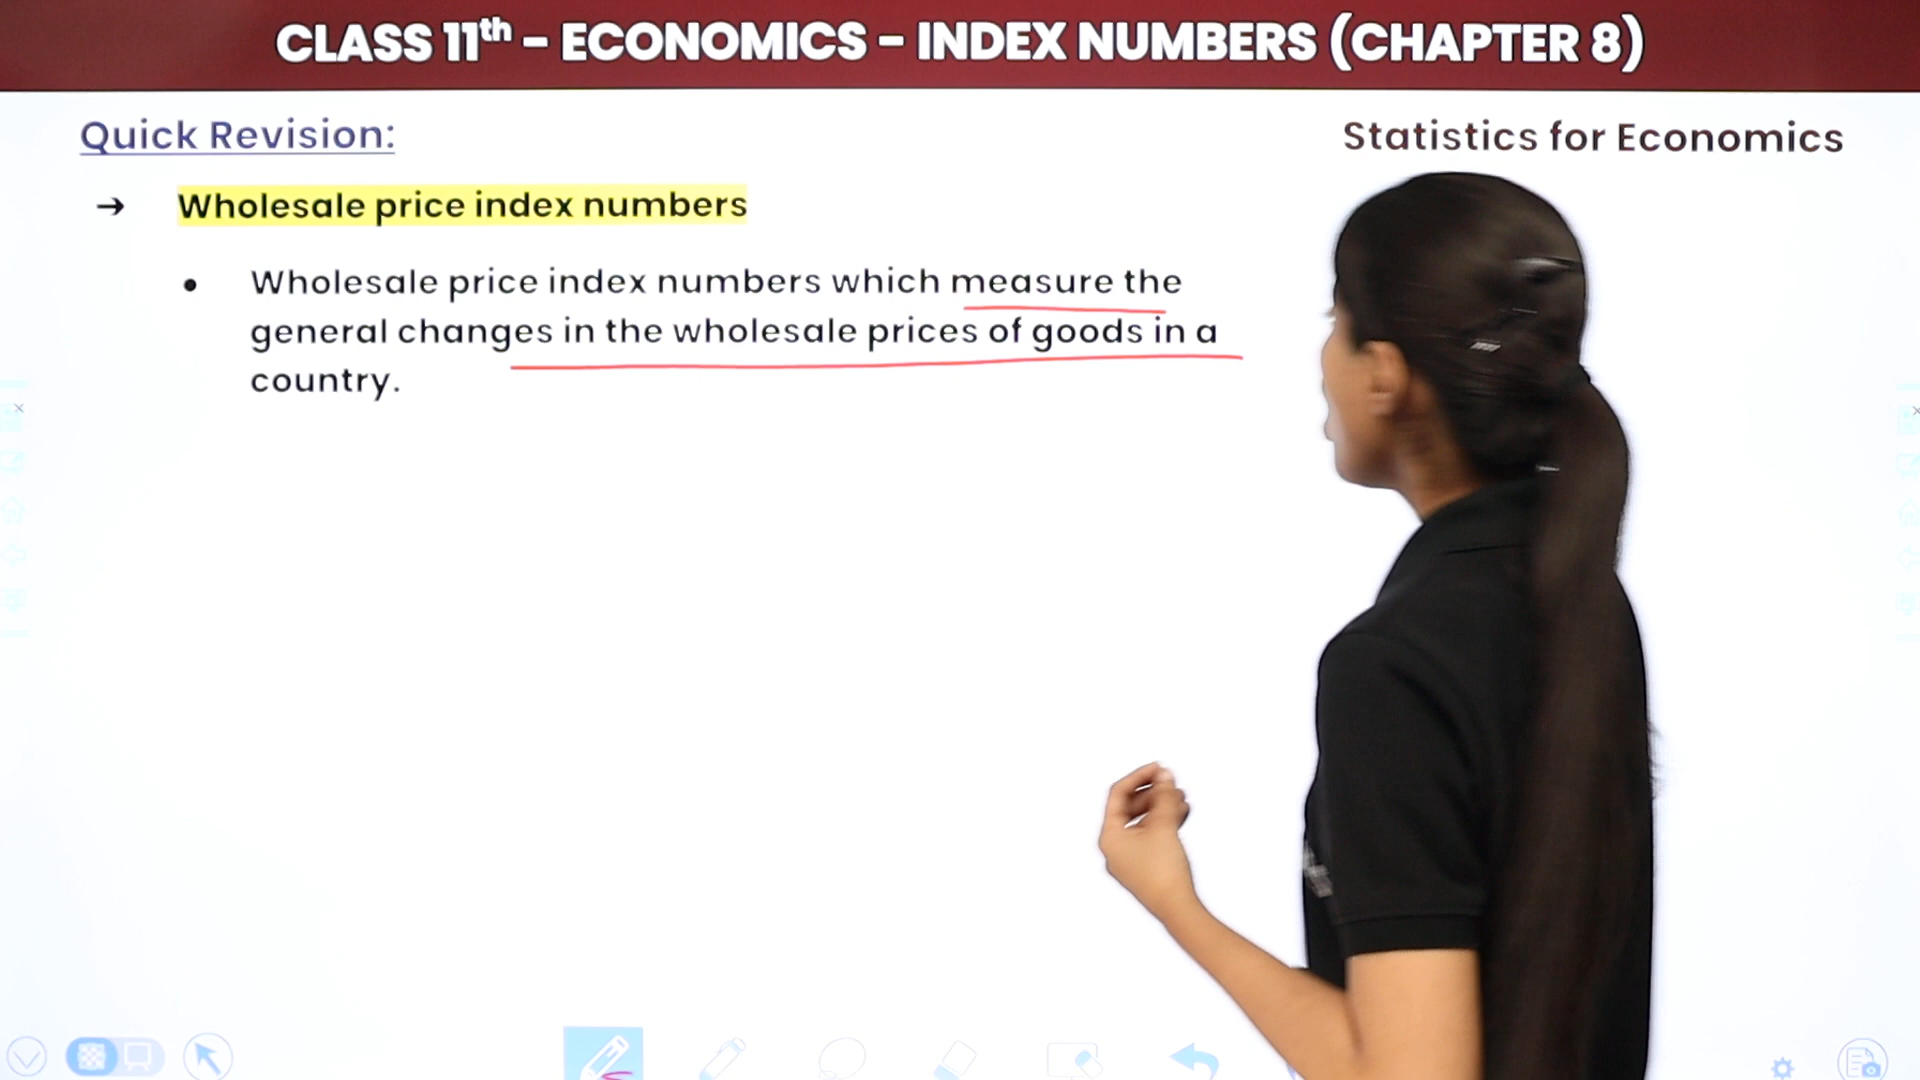 CLASS 11th - ECONOMICS - INDEX NUMBERS (CHAPTER 8)
Quick Revision:
Statistics for Economics
➔ Wholesale price index numbers
• Wholesale price index numbers which measure the
general changes in the wholesale prices of goods in a
country.